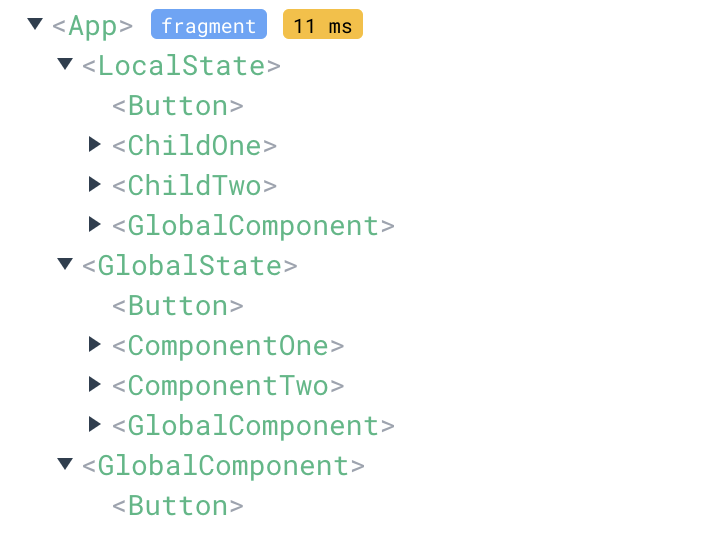 <App> fragment 11 ms
<LocalState>
<Button>
<ChildOne>
<ChildTwo>
<GlobalComponent>
<GlobalState>
<Button>
<ComponentOne>
<ComponentTwo>
<GlobalComponent>
<GlobalComponent>
<Button>